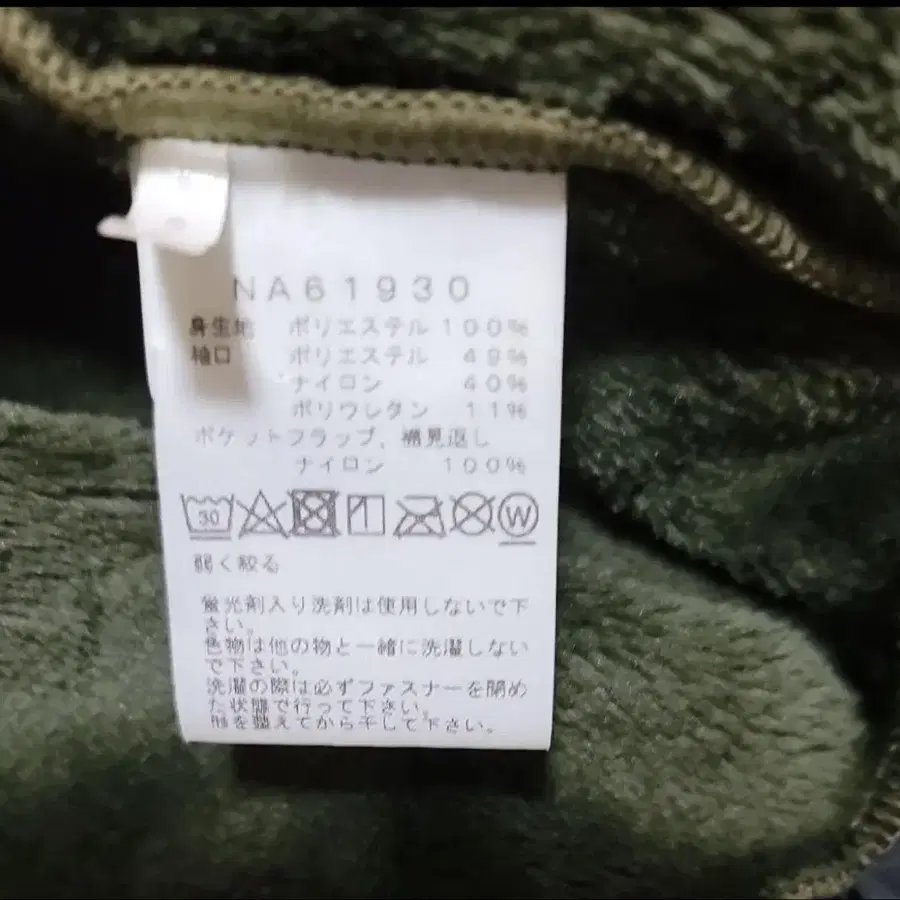 NA61930
身生地 ポリエステル 100%
袖口 ポリエステル 49%
ナイロン 40%
ポリウレタン 11%
ポケットフラップ、裾見返し
ナイロン 100%
30 W
弱く絞る
蛍光剤入り洗剤は使用しないで下
さい。
色物は他の物と一緒に洗濯しない
で下さい。
洗濯の際は必ずファスナーを閉め
た状態で行って下さい。
形を整えてから干して下さい。